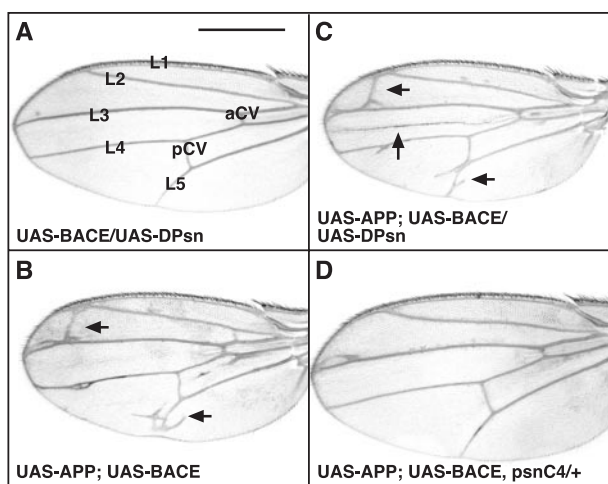 A
L1
L2
L3
aCV
L4
pCV
L5
UAS-BACE/UAS-DPsn
B
UAS-APP; UAS-BACE
C
UAS-APP; UAS-BACE/
UAS-DPsn
D
UAS-APP; UAS-BACE, psnC4/+